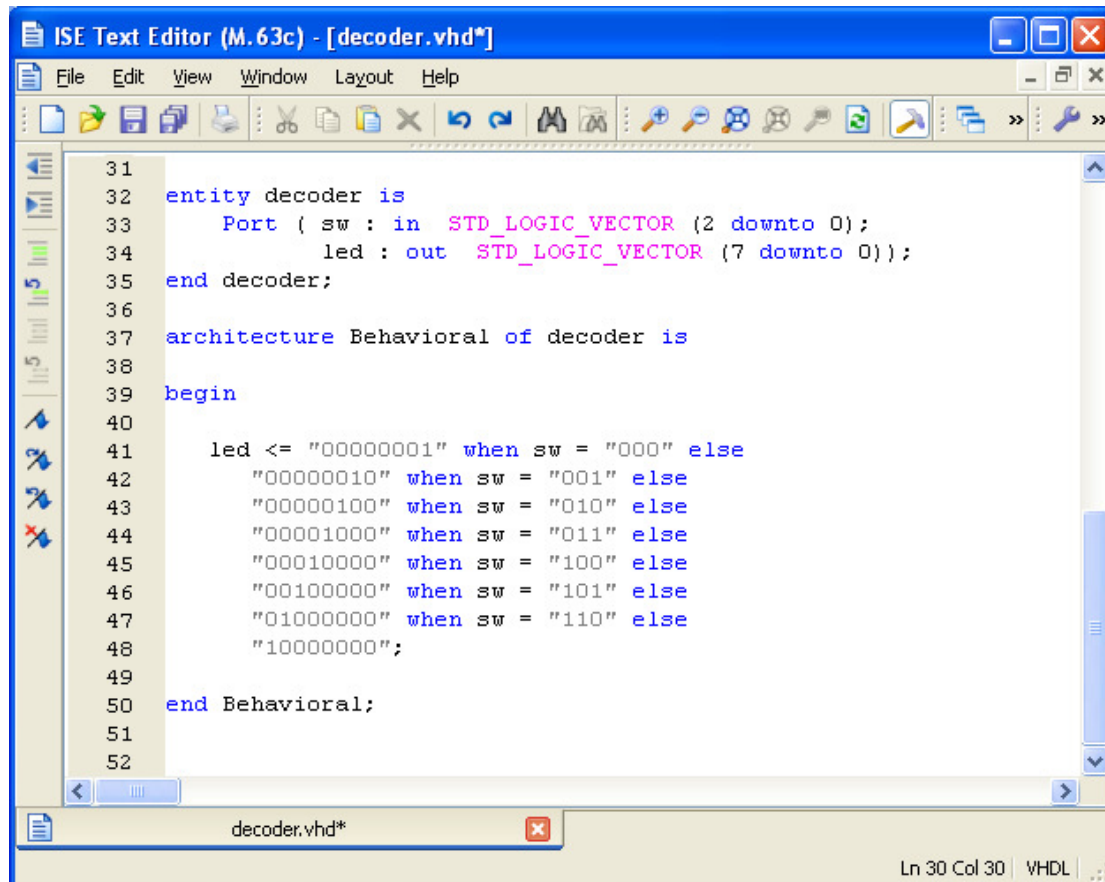 ISE Text Editor (M.63c) - [decoder.vhd*]
File Edit View Window Layout Help
31
32 entity decoder is
33     Port ( sw : in  STD_LOGIC_VECTOR (2 downto 0);
34            led : out  STD_LOGIC_VECTOR (7 downto 0));
35 end decoder;
36
37 architecture Behavioral of decoder is
38
39 begin
40
41    led <= "00000001" when sw = "000" else
42       "00000010" when sw = "001" else
43       "00000100" when sw = "010" else
44       "00001000" when sw = "011" else
45       "00010000" when sw = "100" else
46       "00100000" when sw = "101" else
47       "01000000" when sw = "110" else
48       "10000000";
49
50 end Behavioral;
51
52
decoder.vhd*
Ln 30 Col 30 VHDL